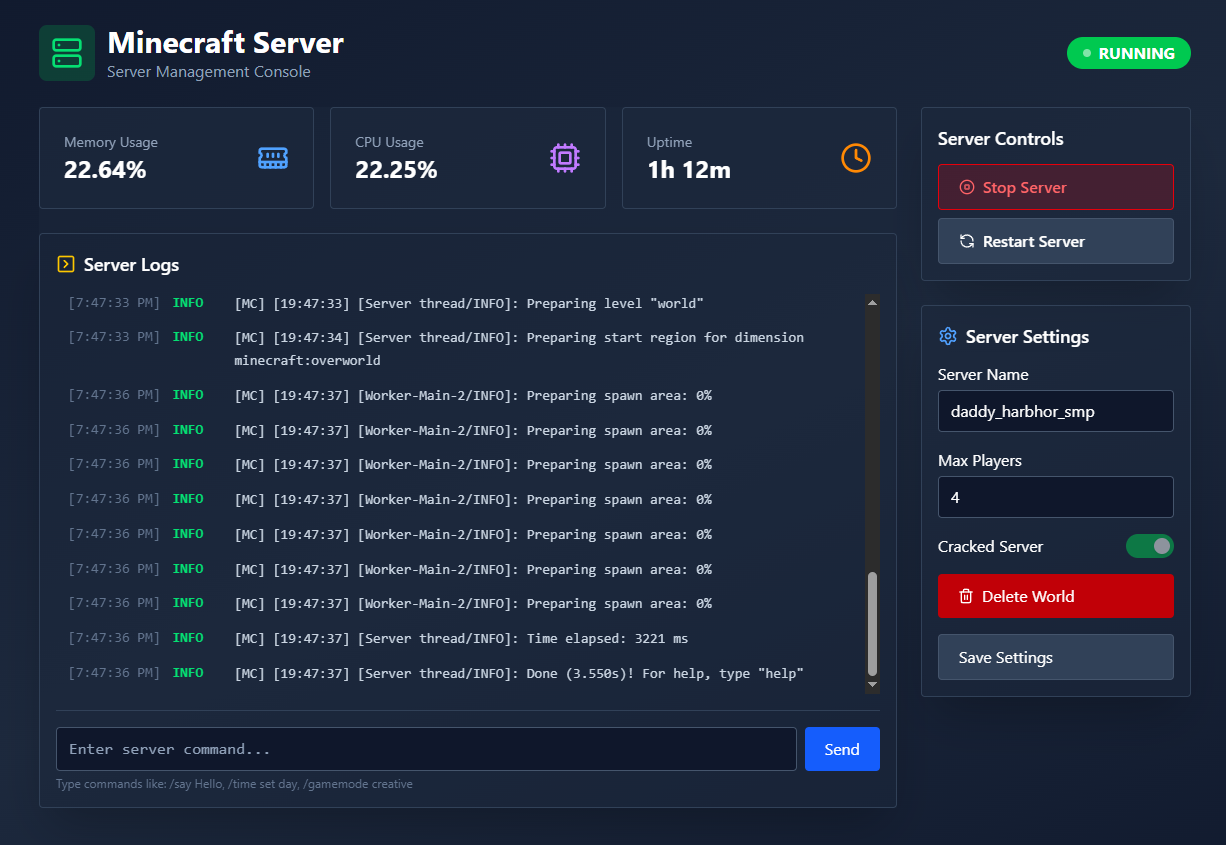 Minecraft Server
Server Management Console
RUNNING
Memory Usage
22.64%
CPU Usage
22.25%
Uptime
1h 12m
Server Logs
[7:47:33 PM] INFO [MC] [19:47:33] [Server thread/INFO]: Preparing level "world"
[7:47:33 PM] INFO [MC] [19:47:34] [Server thread/INFO]: Preparing start region for dimension
minecraft:overworld
[7:47:36 PM] INFO [MC] [19:47:37] [Worker-Main-2/INFO]: Preparing spawn area: 0%
[7:47:36 PM] INFO [MC] [19:47:37] [Worker-Main-2/INFO]: Preparing spawn area: 0%
[7:47:36 PM] INFO [MC] [19:47:37] [Worker-Main-2/INFO]: Preparing spawn area: 0%
[7:47:36 PM] INFO [MC] [19:47:37] [Worker-Main-2/INFO]: Preparing spawn area: 0%
[7:47:36 PM] INFO [MC] [19:47:37] [Worker-Main-2/INFO]: Preparing spawn area: 0%
[7:47:36 PM] INFO [MC] [19:47:37] [Worker-Main-2/INFO]: Preparing spawn area: 0%
[7:47:36 PM] INFO [MC] [19:47:37] [Worker-Main-2/INFO]: Preparing spawn area: 0%
[7:47:36 PM] INFO [MC] [19:47:37] [Server thread/INFO]: Time elapsed: 3221 ms
[7:47:36 PM] INFO [MC] [19:47:37] [Server thread/INFO]: Done (3.550s)! For help, type "help"
Enter server command...
Send
Type commands like: /say Hello, /time set day, /gamemode creative
Server Controls
Stop Server
Restart Server
Server Settings
Server Name
daddy_harbhor_smp
Max Players
4
Cracked Server
Delete World
Save Settings